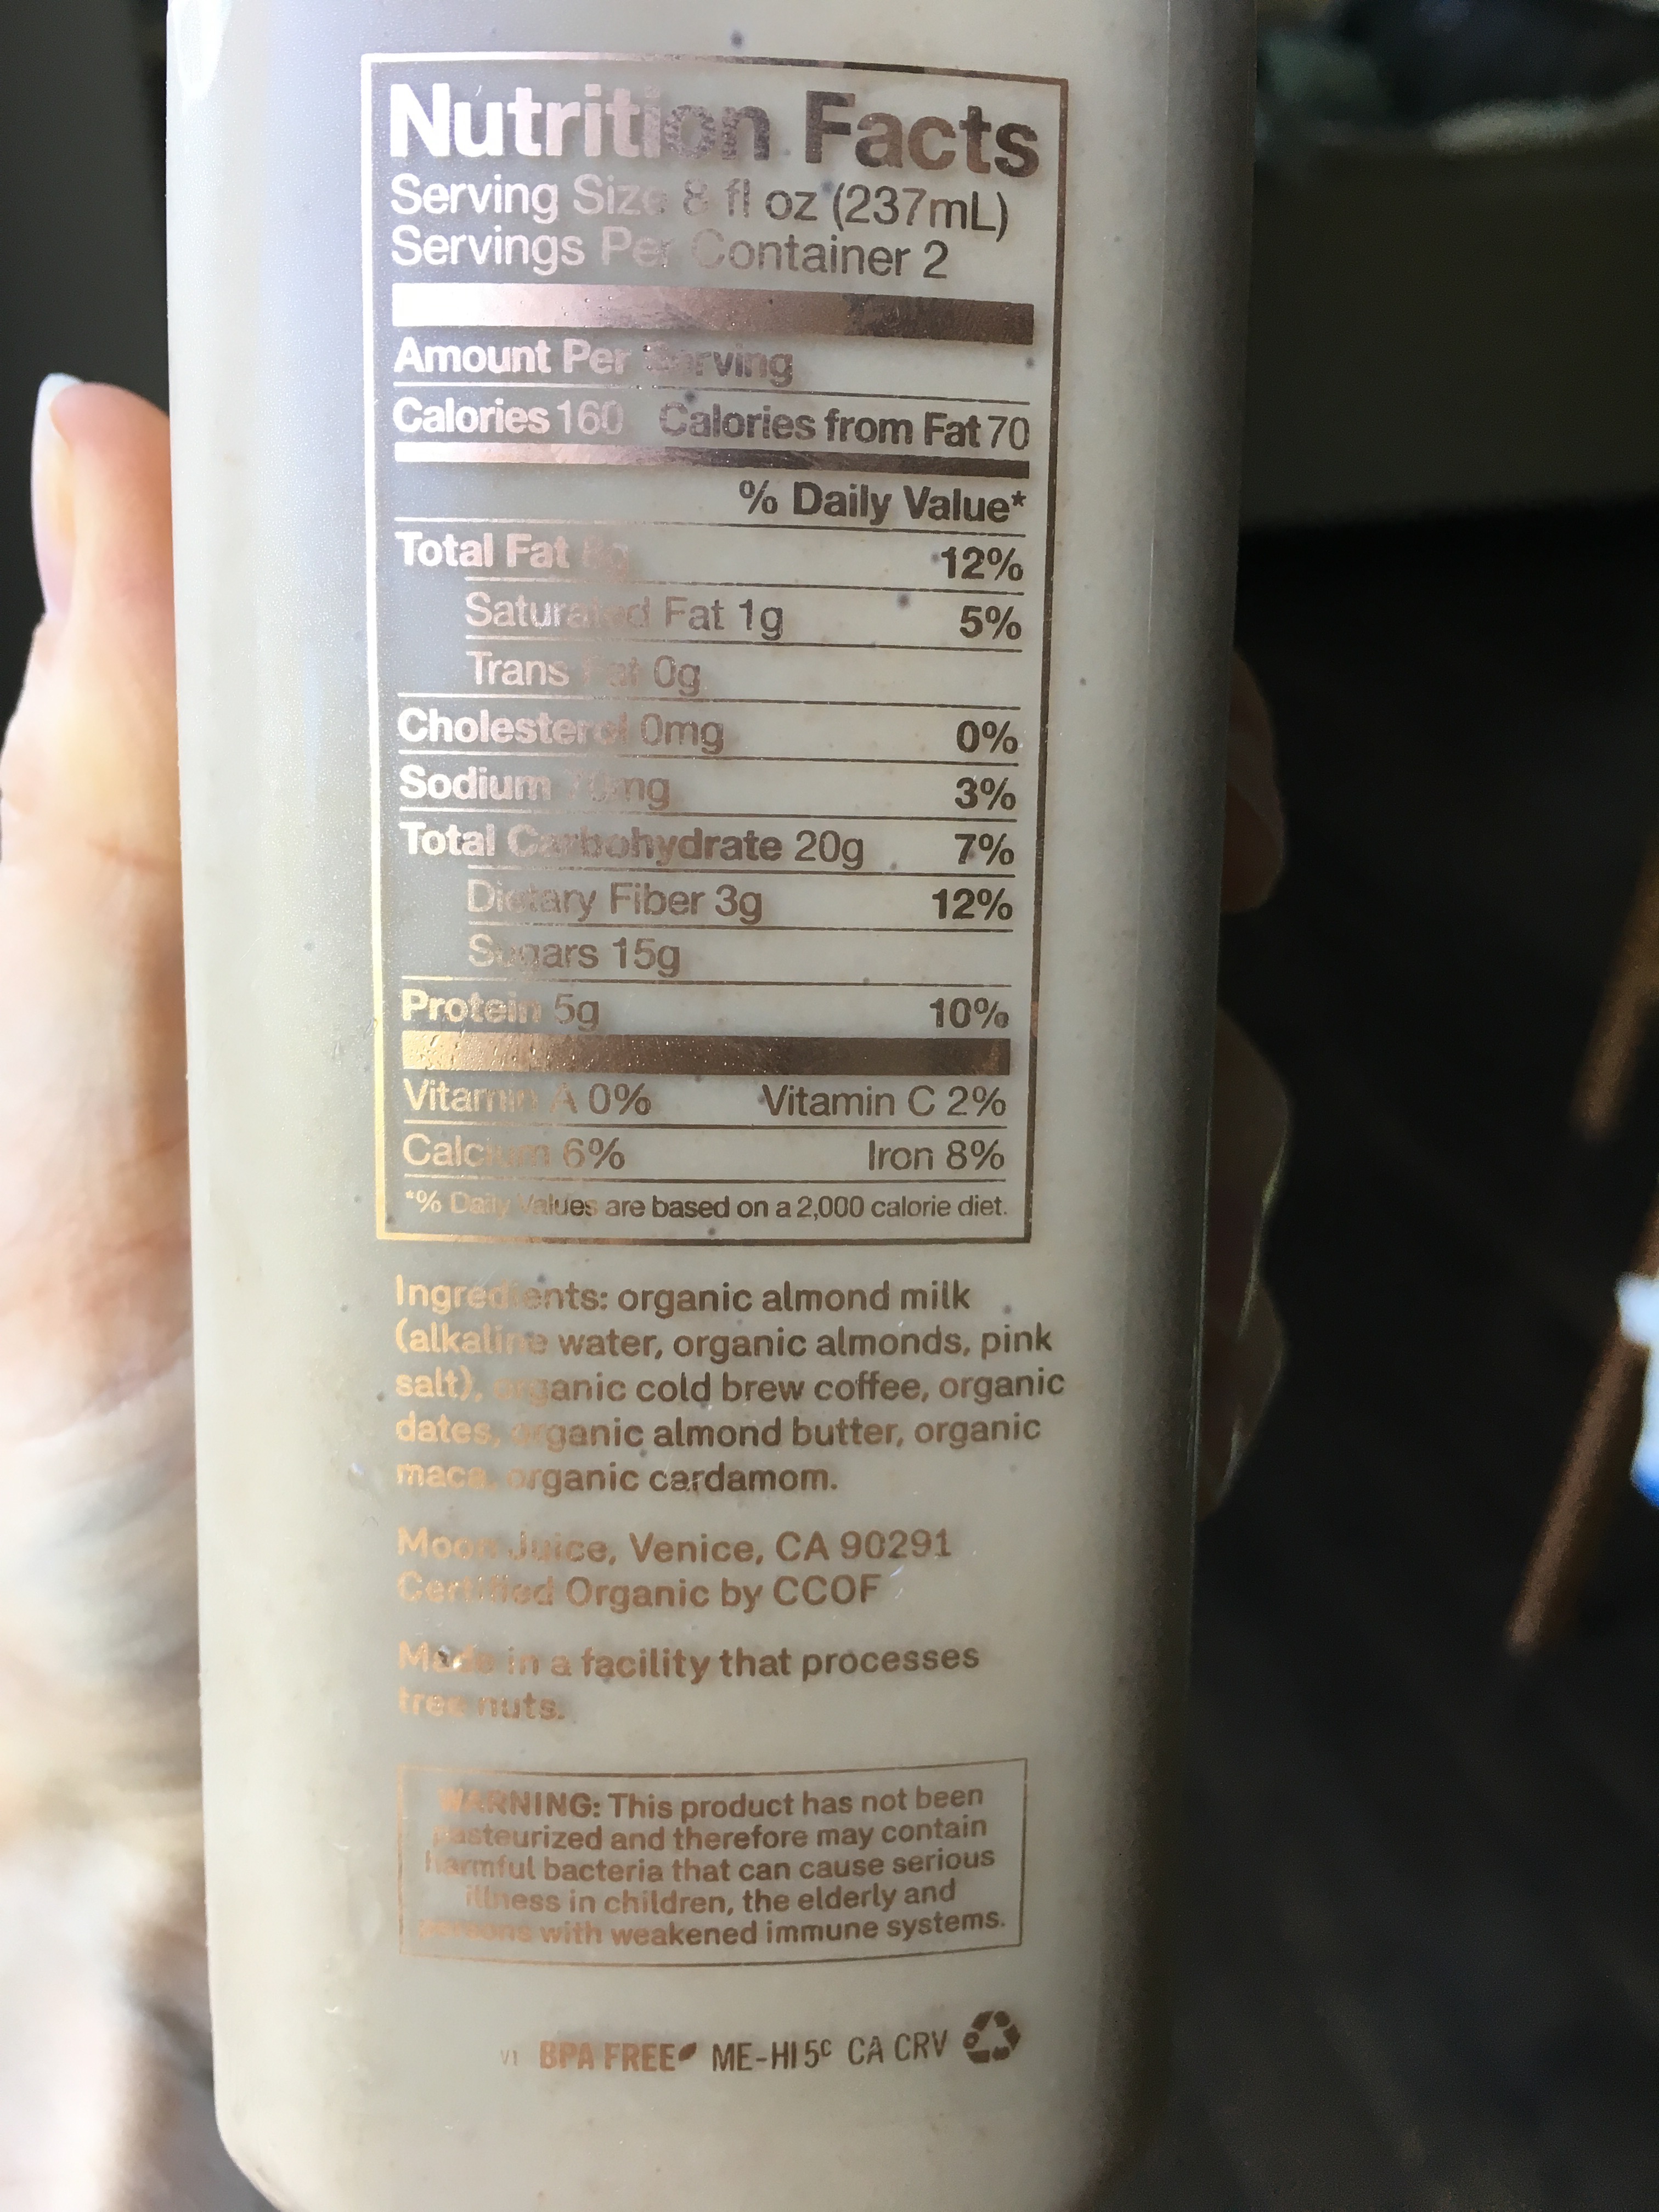 Nutrition Facts
Serving Size 8 fl oz (237mL)
Servings Per Container 2
Amount Per Serving
Calories 160 Calories from Fat 70
% Daily Value*
Total Fat 8g 12%
Saturated Fat 1g 5%
Trans Fat 0g
Cholesterol 0mg 0%
Sodium 70mg 3%
Total Carbohydrate 20g 7%
Dietary Fiber 3g 12%
Sugars 15g
Protein 5g 10%
Vitamin A 0% Vitamin C 2%
Calcium 6% Iron 8%
*% Daily Values are based on a 2,000 calorie diet.
Ingredients: organic almond milk
(alkaline water, organic almonds, pink
salt), organic cold brew coffee, organic
dates, organic almond butter, organic
maca, organic cardamom.
Moon Juice, Venice, CA 90291
Certified Organic by CCOF
Made in a facility that processes
tree nuts.
WARNING: This product has not been
pasteurized and therefore may contain
harmful bacteria that can cause serious
illness in children, the elderly and
persons with weakened immune systems.
V1 BPA FREE ME-HI 5¢ CA CRV